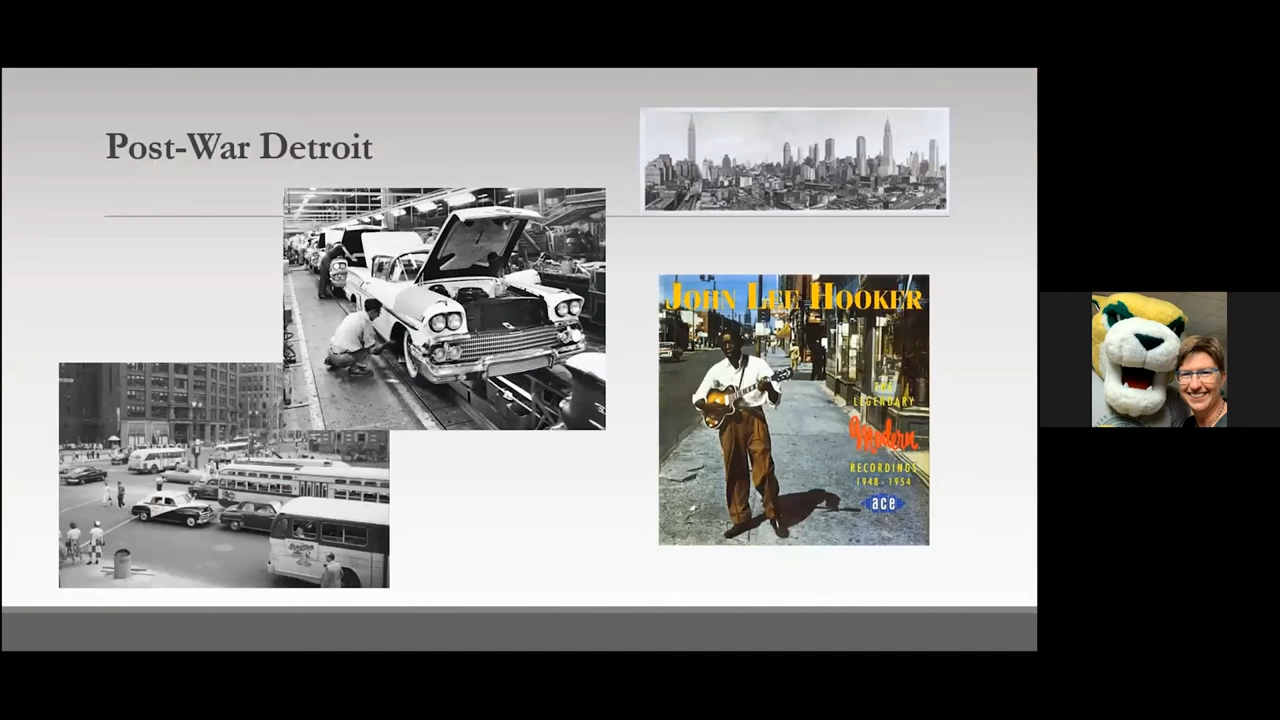 Post-War Detroit
JOHN LEE HOOKER
THE
LEGENDARY
Modern
RECORDINGS
1948 - 1954
ace